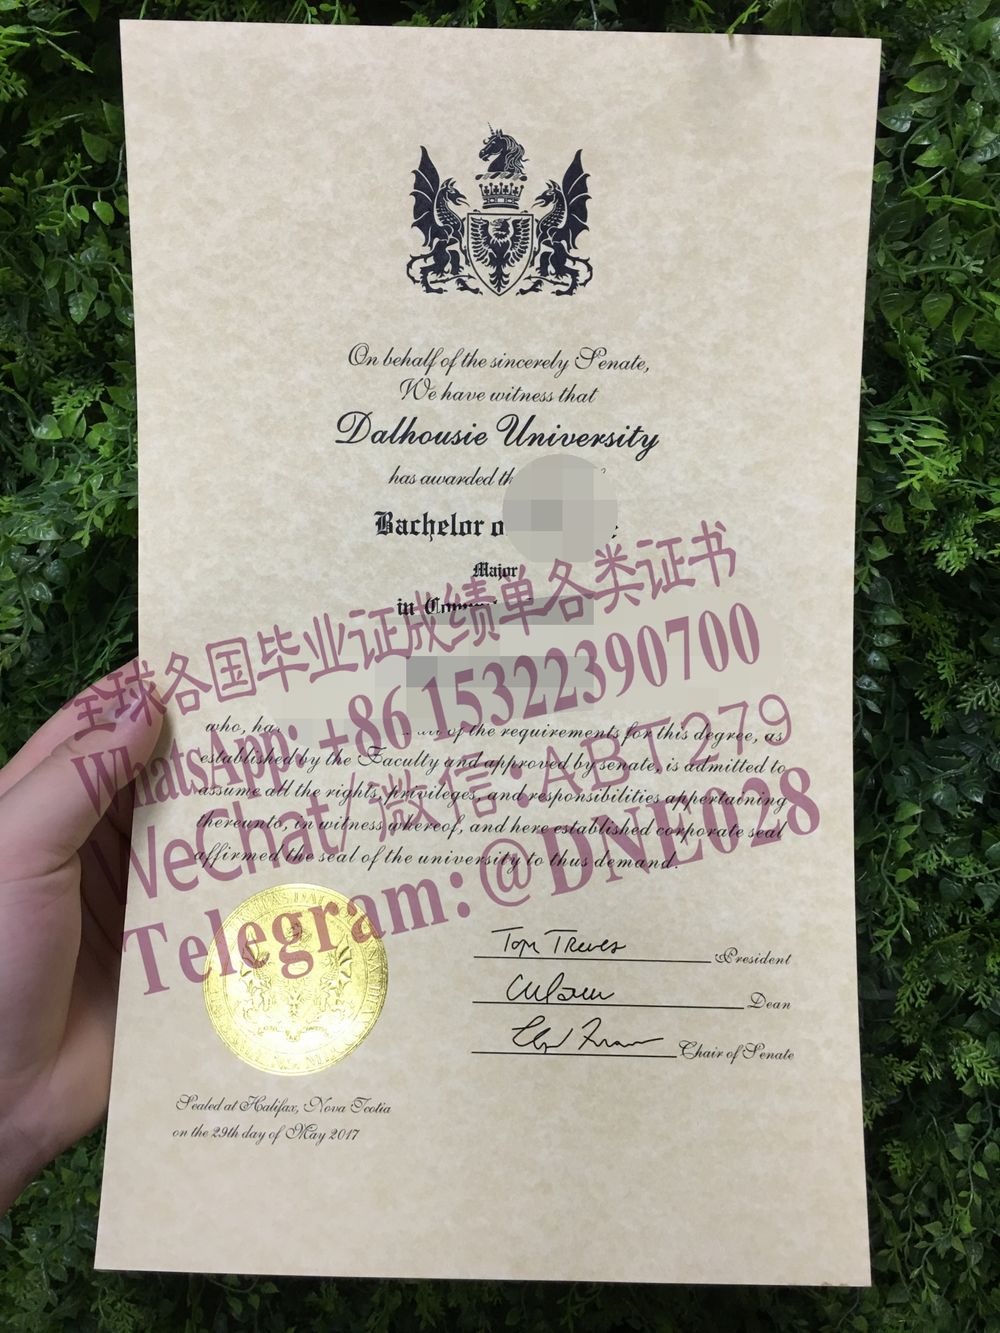 On behalf of the sincerely Senate,
We have witness that
Dalhousie University
has awarded
Bachelor
Major
in
全球各国毕业证成绩单各类证书
WhatsApp: +86 15322390700
WeChat/微信:ABT279
Telegram:@DNE028
who, of the requirements for this degree, as
established by the Faculty and approved by senate, is admitted to
assume all the rights, privileges, and responsibilities appertaining
thereunto, in witness whereof, and here established corporate seal
affirmed the seal of the university to thus demand.
Tom Traves President
Dean
Chair of Senate
Sealed at Halifax, Nova Tcotia
on the 29th day of May 2017